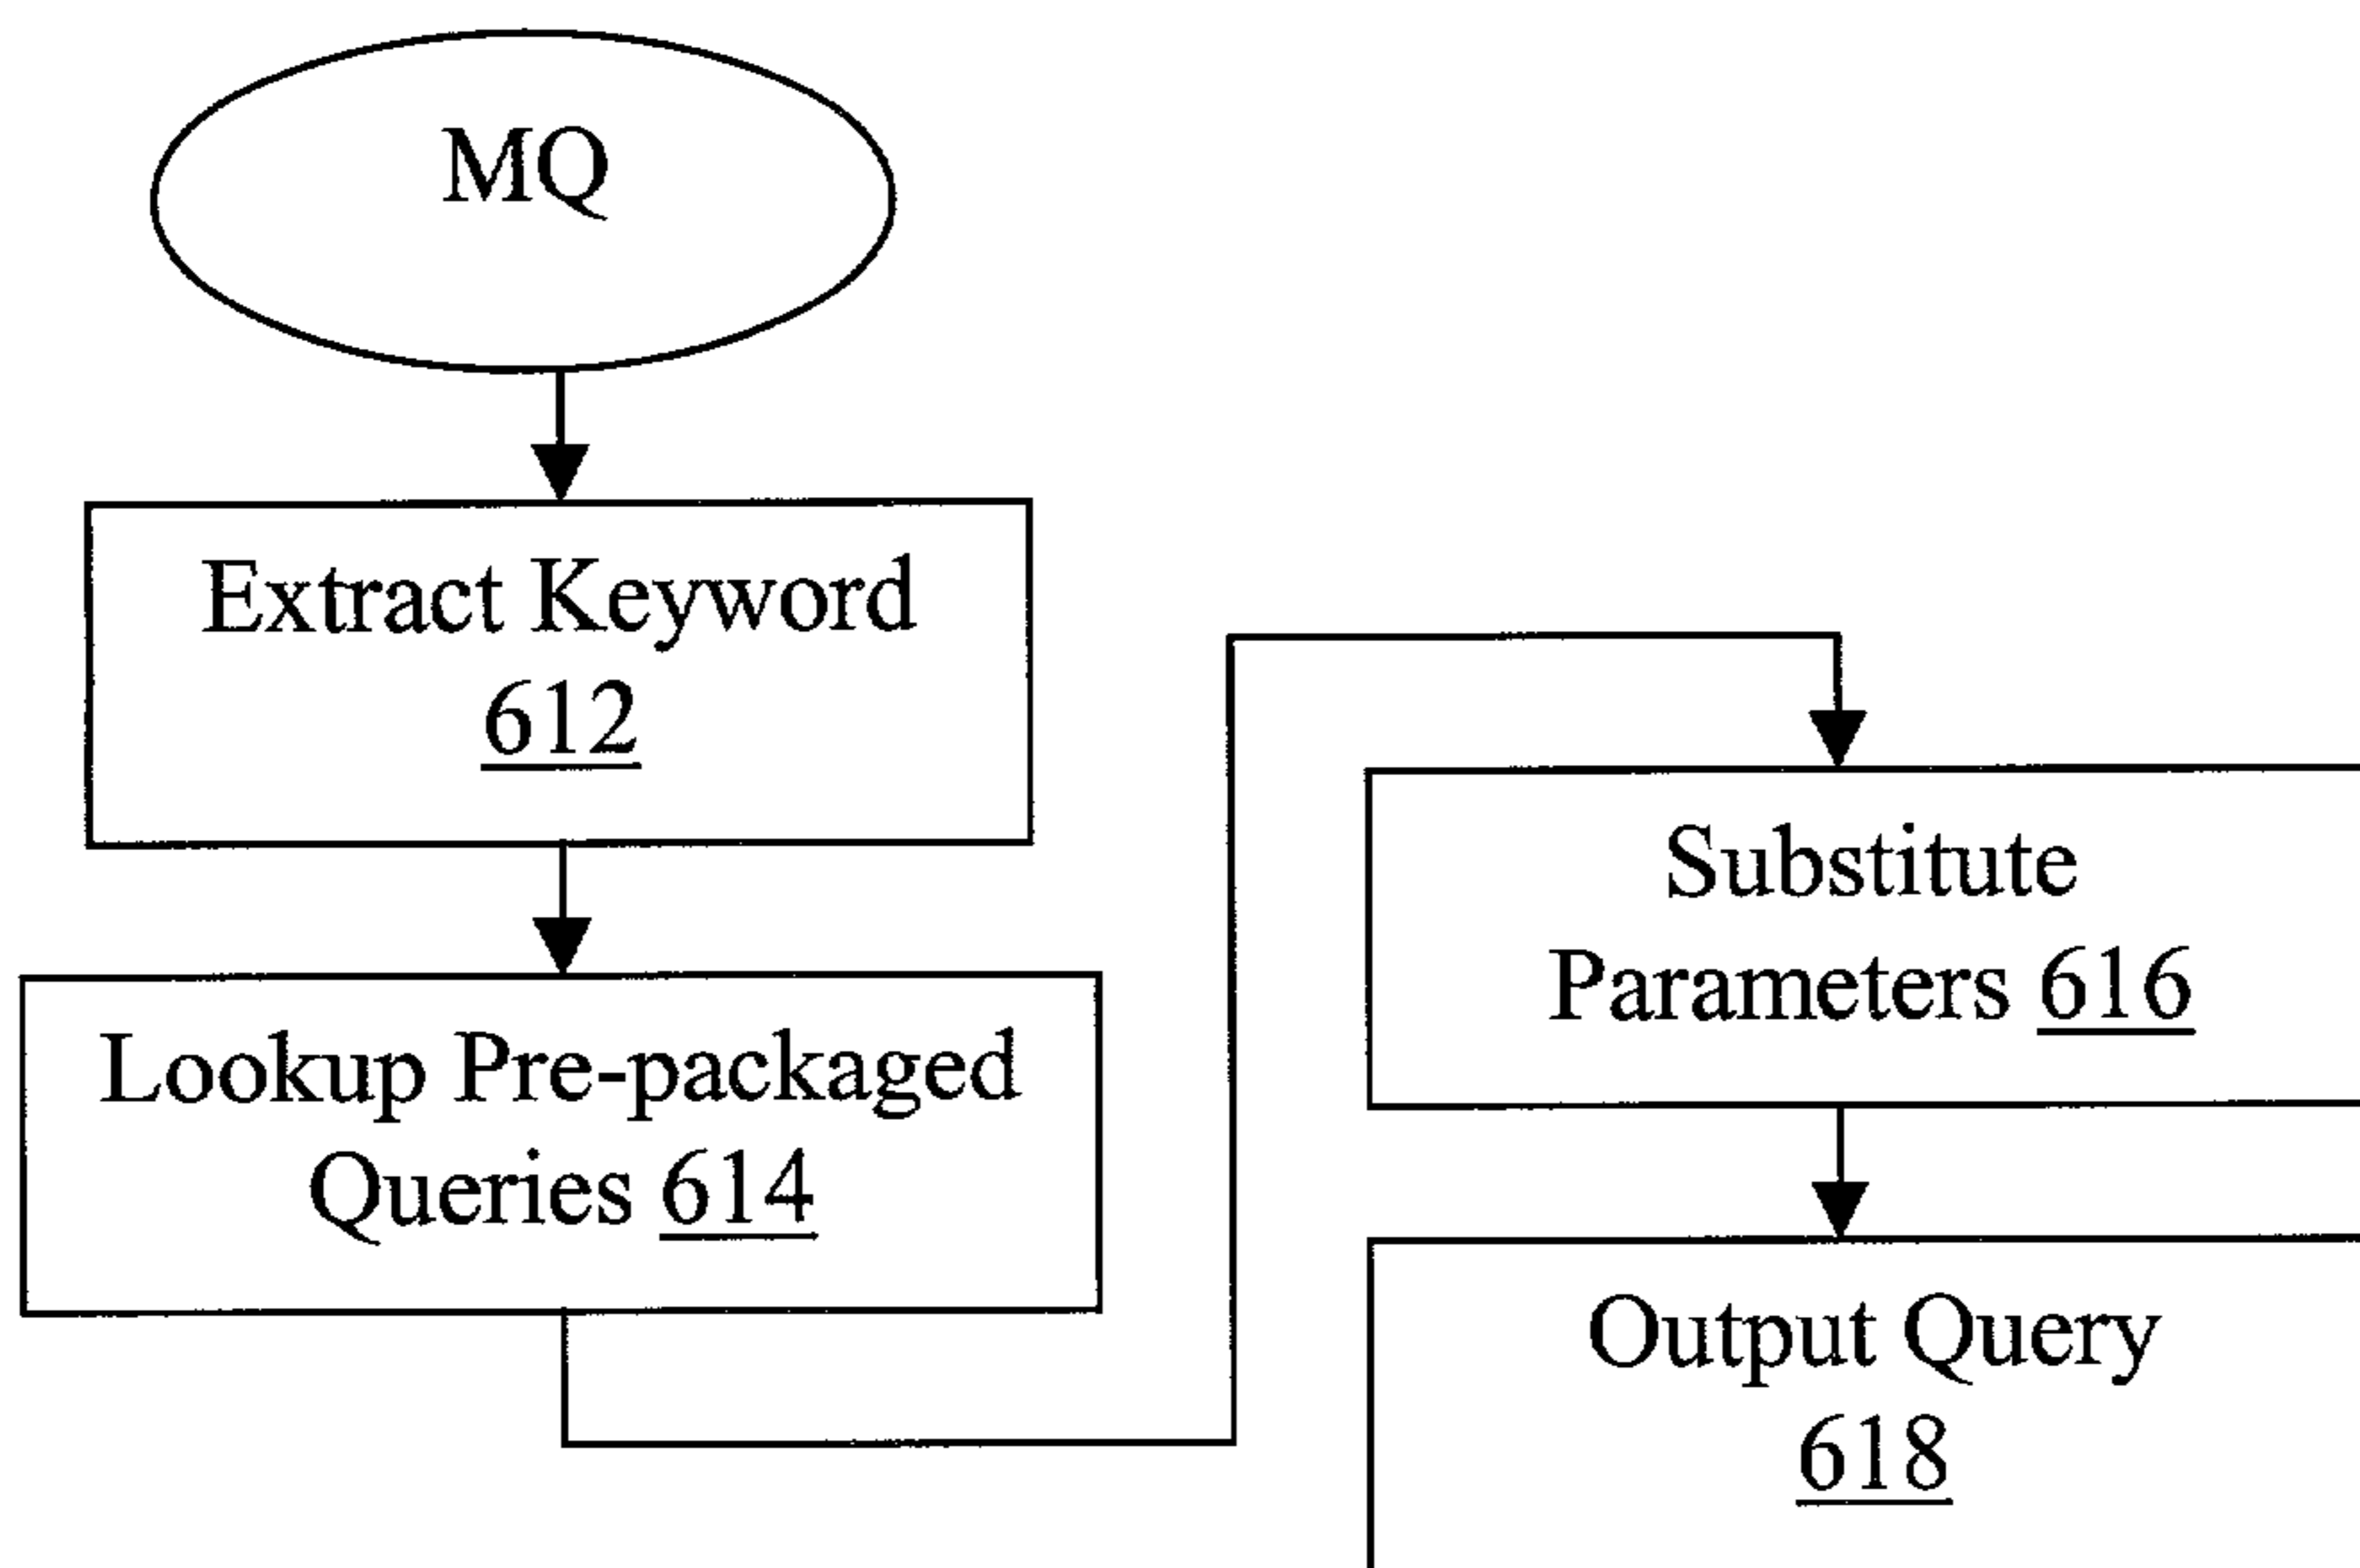 MQ
Extract Keyword
612
Lookup Pre-packaged
Queries 614
Substitute
Parameters 616
Output Query
618